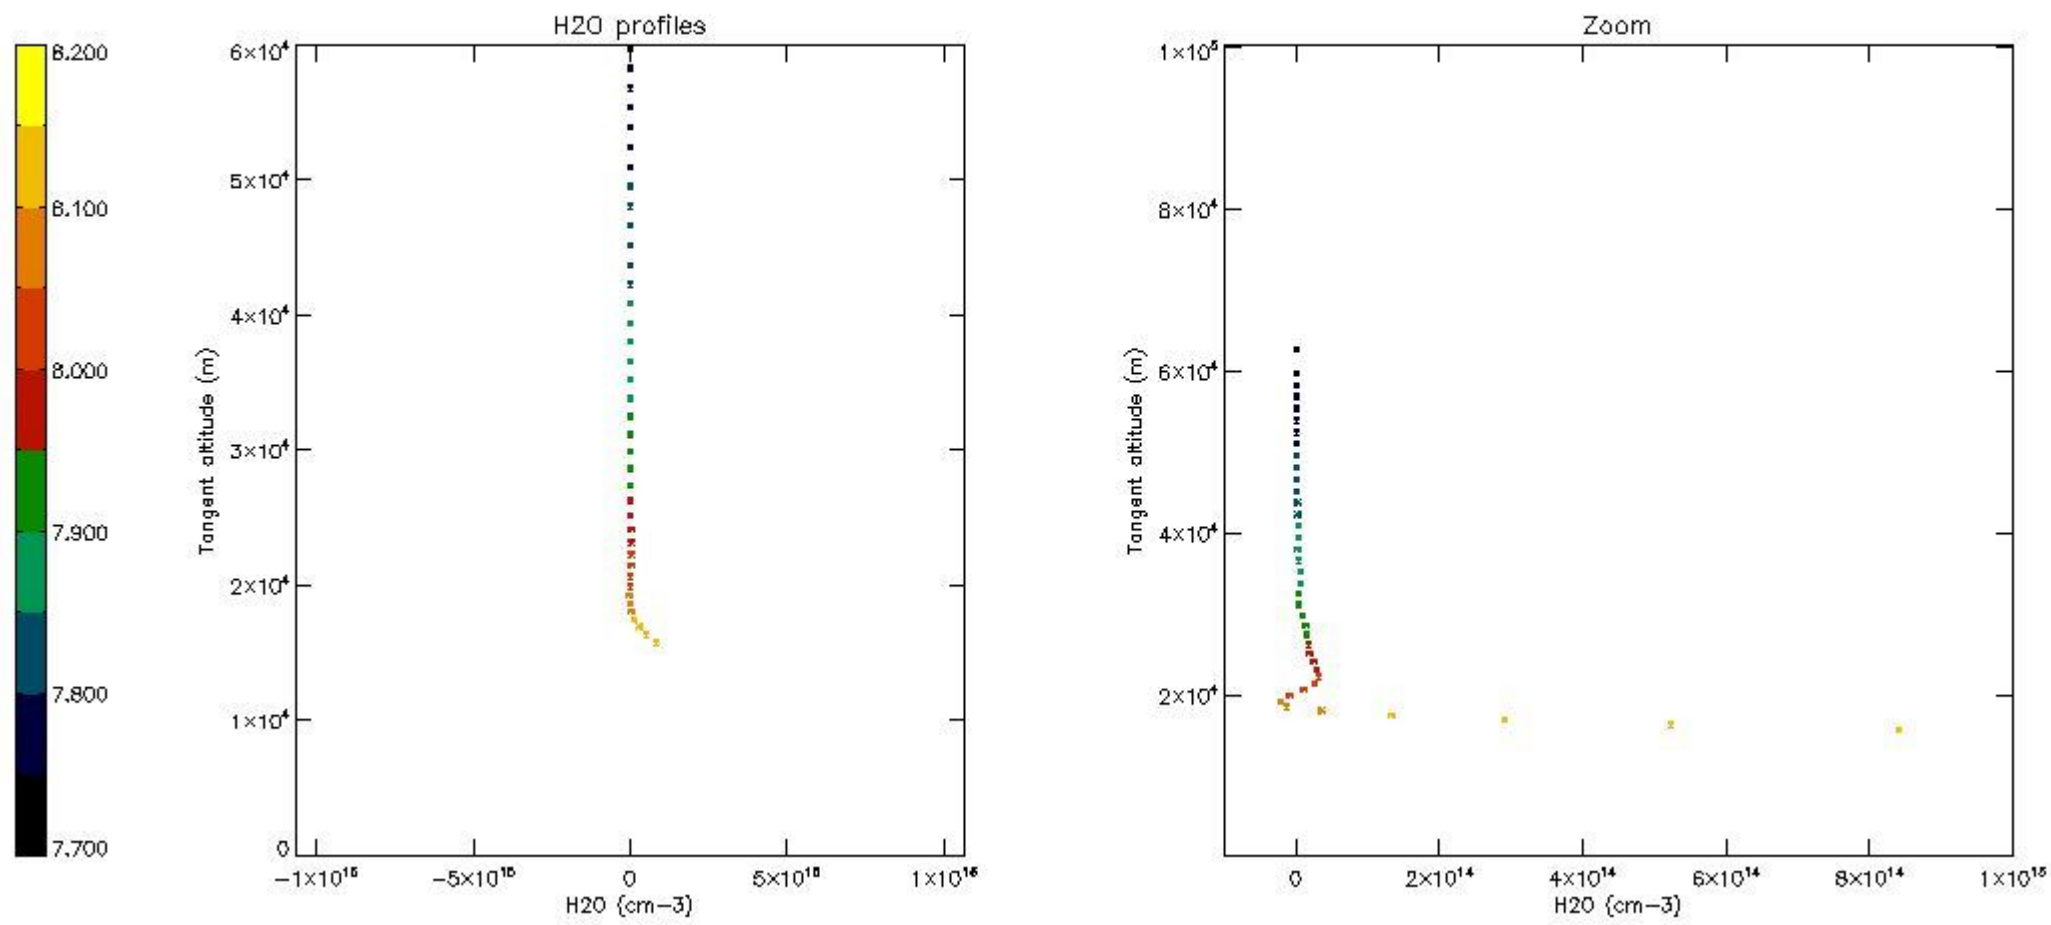 H2O profiles
Zoom
8.200
8.100
8.000
7.900
7.800
7.700
6×10⁴
5×10⁴
4×10⁴
3×10⁴
2×10⁴
1×10⁴
0
Tangent altitude (m)
−1×10¹⁶ −5×10¹⁵ 0 5×10¹⁵ 1×10¹⁶
H2O (cm−3)
1×10⁵
8×10⁴
6×10⁴
4×10⁴
2×10⁴
Tangent altitude (m)
0 2×10¹⁴ 4×10¹⁴ 6×10¹⁴ 8×10¹⁴ 1×10¹⁵
H2O (cm−3)